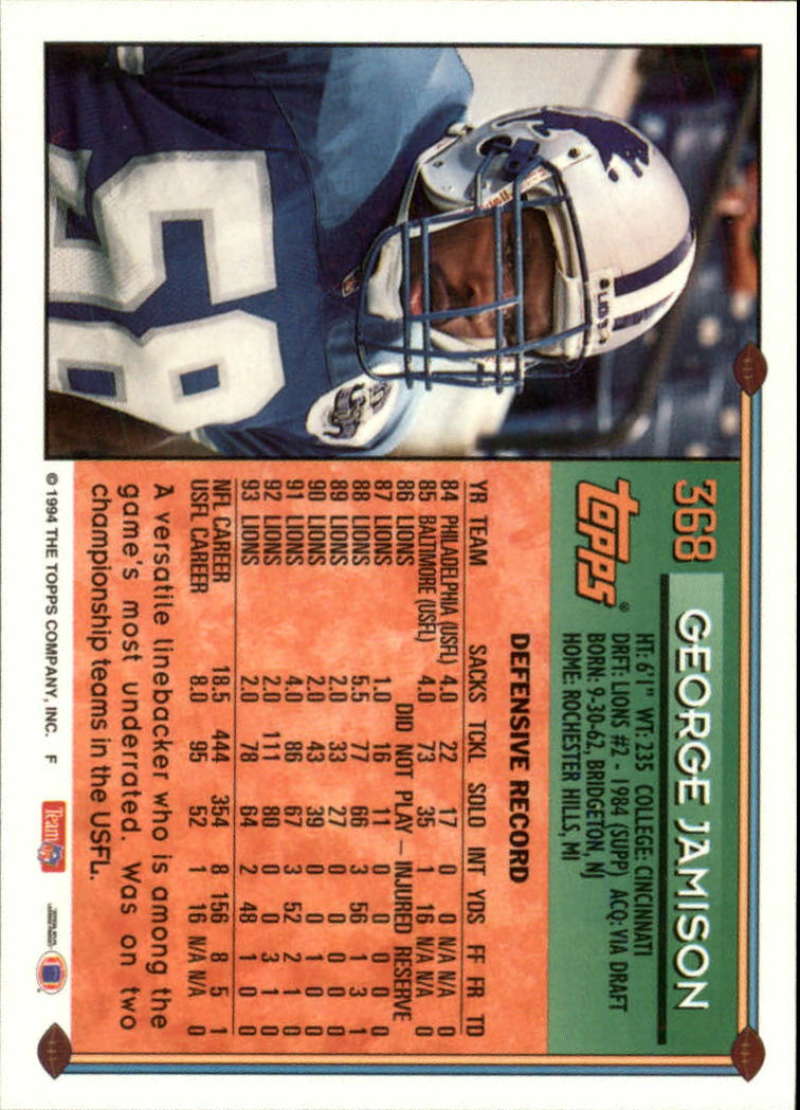 368
GEORGE JAMISON
topps®
HT: 6'1" WT: 235 COLLEGE: CINCINNATI
DRFT: LIONS #2 - 1984 (SUPP) ACQ: VIA DRAFT
BORN: 9-30-62, BRIDGETON, NJ
HOME: ROCHESTER HILLS, MI
DEFENSIVE RECORD
YR TEAM SACKS TCKL SOLO INT YDS FF FR TD
84 PHILADELPHIA (USFL) 4.0 22 17 0 0 N/A N/A 0
85 BALTIMORE (USFL) 4.0 73 35 1 16 N/A N/A 0
86 LIONS DID NOT PLAY – INJURED RESERVE
87 LIONS 1.0 16 11 0 0 0 0 0
88 LIONS 5.5 77 66 3 56 1 3 1
89 LIONS 2.0 33 27 0 0 0 0 0
90 LIONS 2.0 43 39 0 0 1 0 0
91 LIONS 4.0 86 67 3 52 2 1 0
92 LIONS 2.0 111 80 0 0 3 1 0
93 LIONS 2.0 78 64 2 48 1 0 0
NFL CAREER 18.5 444 354 8 156 8 5 1
USFL CAREER 8.0 95 52 1 16 N/A N/A 0
A versatile linebacker who is among the
game's most underrated. Was on two
championship teams in the USFL.
© 1994 THE TOPPS COMPANY, INC. F
Team NFL
58
LIONS